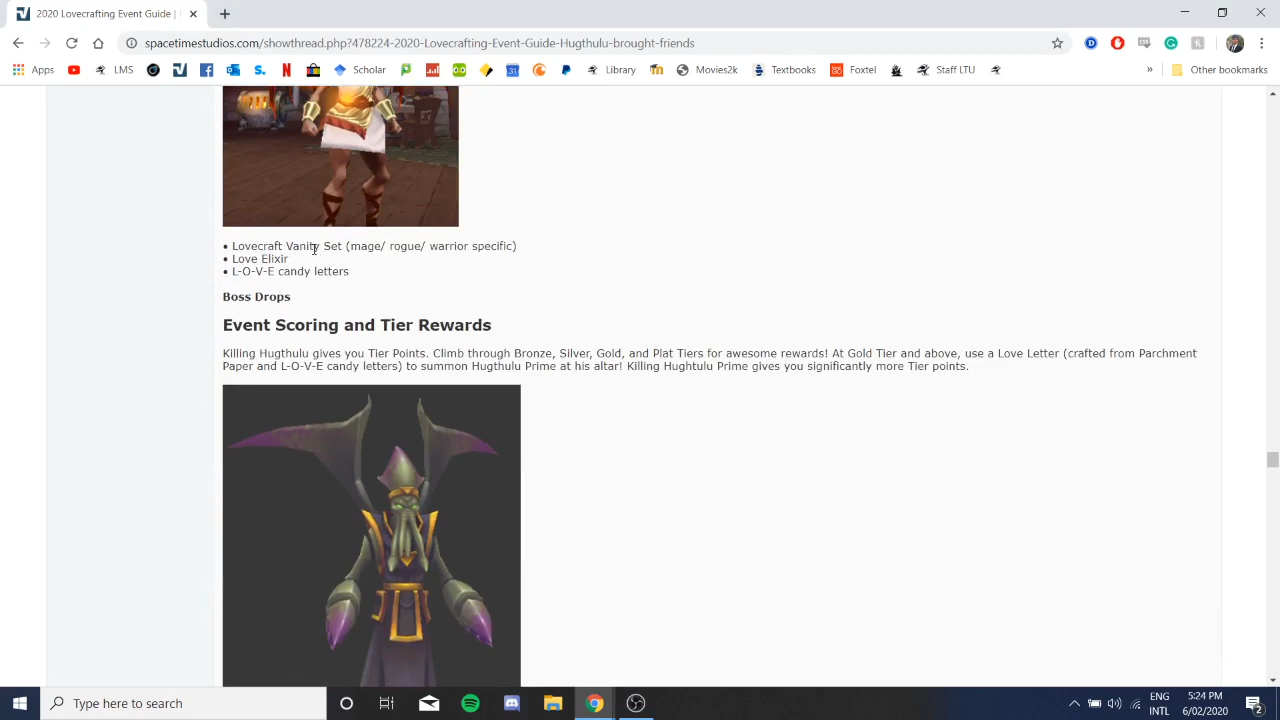 2020 Lovecrafting Event Guide |
spacetimestudios.com/showthread.php?478224-2020-Lovecrafting-Event-Guide-Hugthulu-brought-friends
Apps LMS Scholar Library Movies2k Textbooks Foxtel Staff LTU » Other bookmarks
• Lovecraft Vanity Set (mage/ rogue/ warrior specific)
• Love Elixir
• L-O-V-E candy letters
Boss Drops
Event Scoring and Tier Rewards
Killing Hugthulu gives you Tier Points. Climb through Bronze, Silver, Gold, and Plat Tiers for awesome rewards! At Gold Tier and above, use a Love Letter (crafted from Parchment
Paper and L-O-V-E candy letters) to summon Hugthulu Prime at his altar! Killing Hughtulu Prime gives you significantly more Tier points.
Type here to search
ENG
INTL
5:24 PM
6/02/2020
2